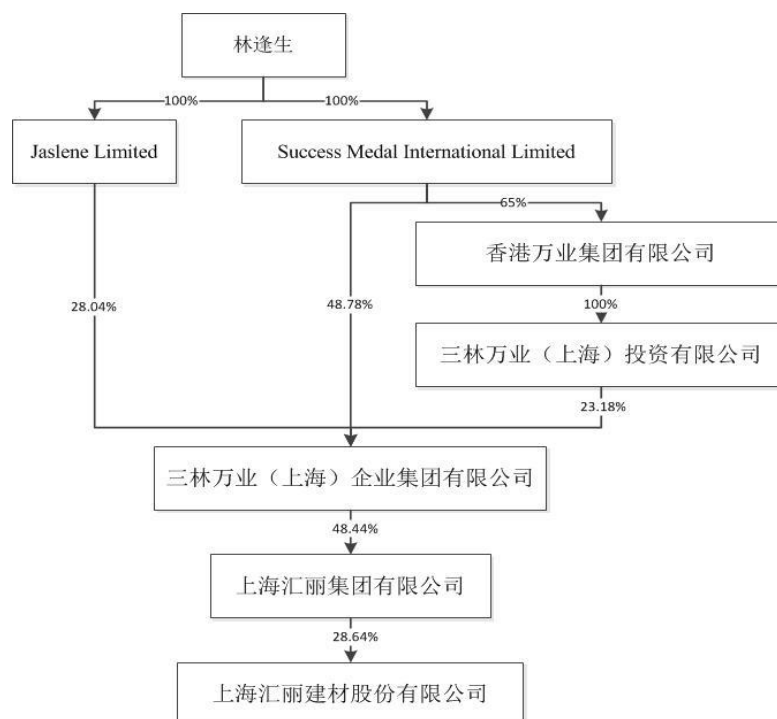 林逢生
100%
100%
Jaslene Limited
Success Medal International Limited
65%
香港万业集团有限公司
28.04%
48.78%
100%
三林万业（上海）投资有限公司
23.18%
三林万业（上海）企业集团有限公司
48.44%
上海汇丽集团有限公司
28.64%
上海汇丽建材股份有限公司